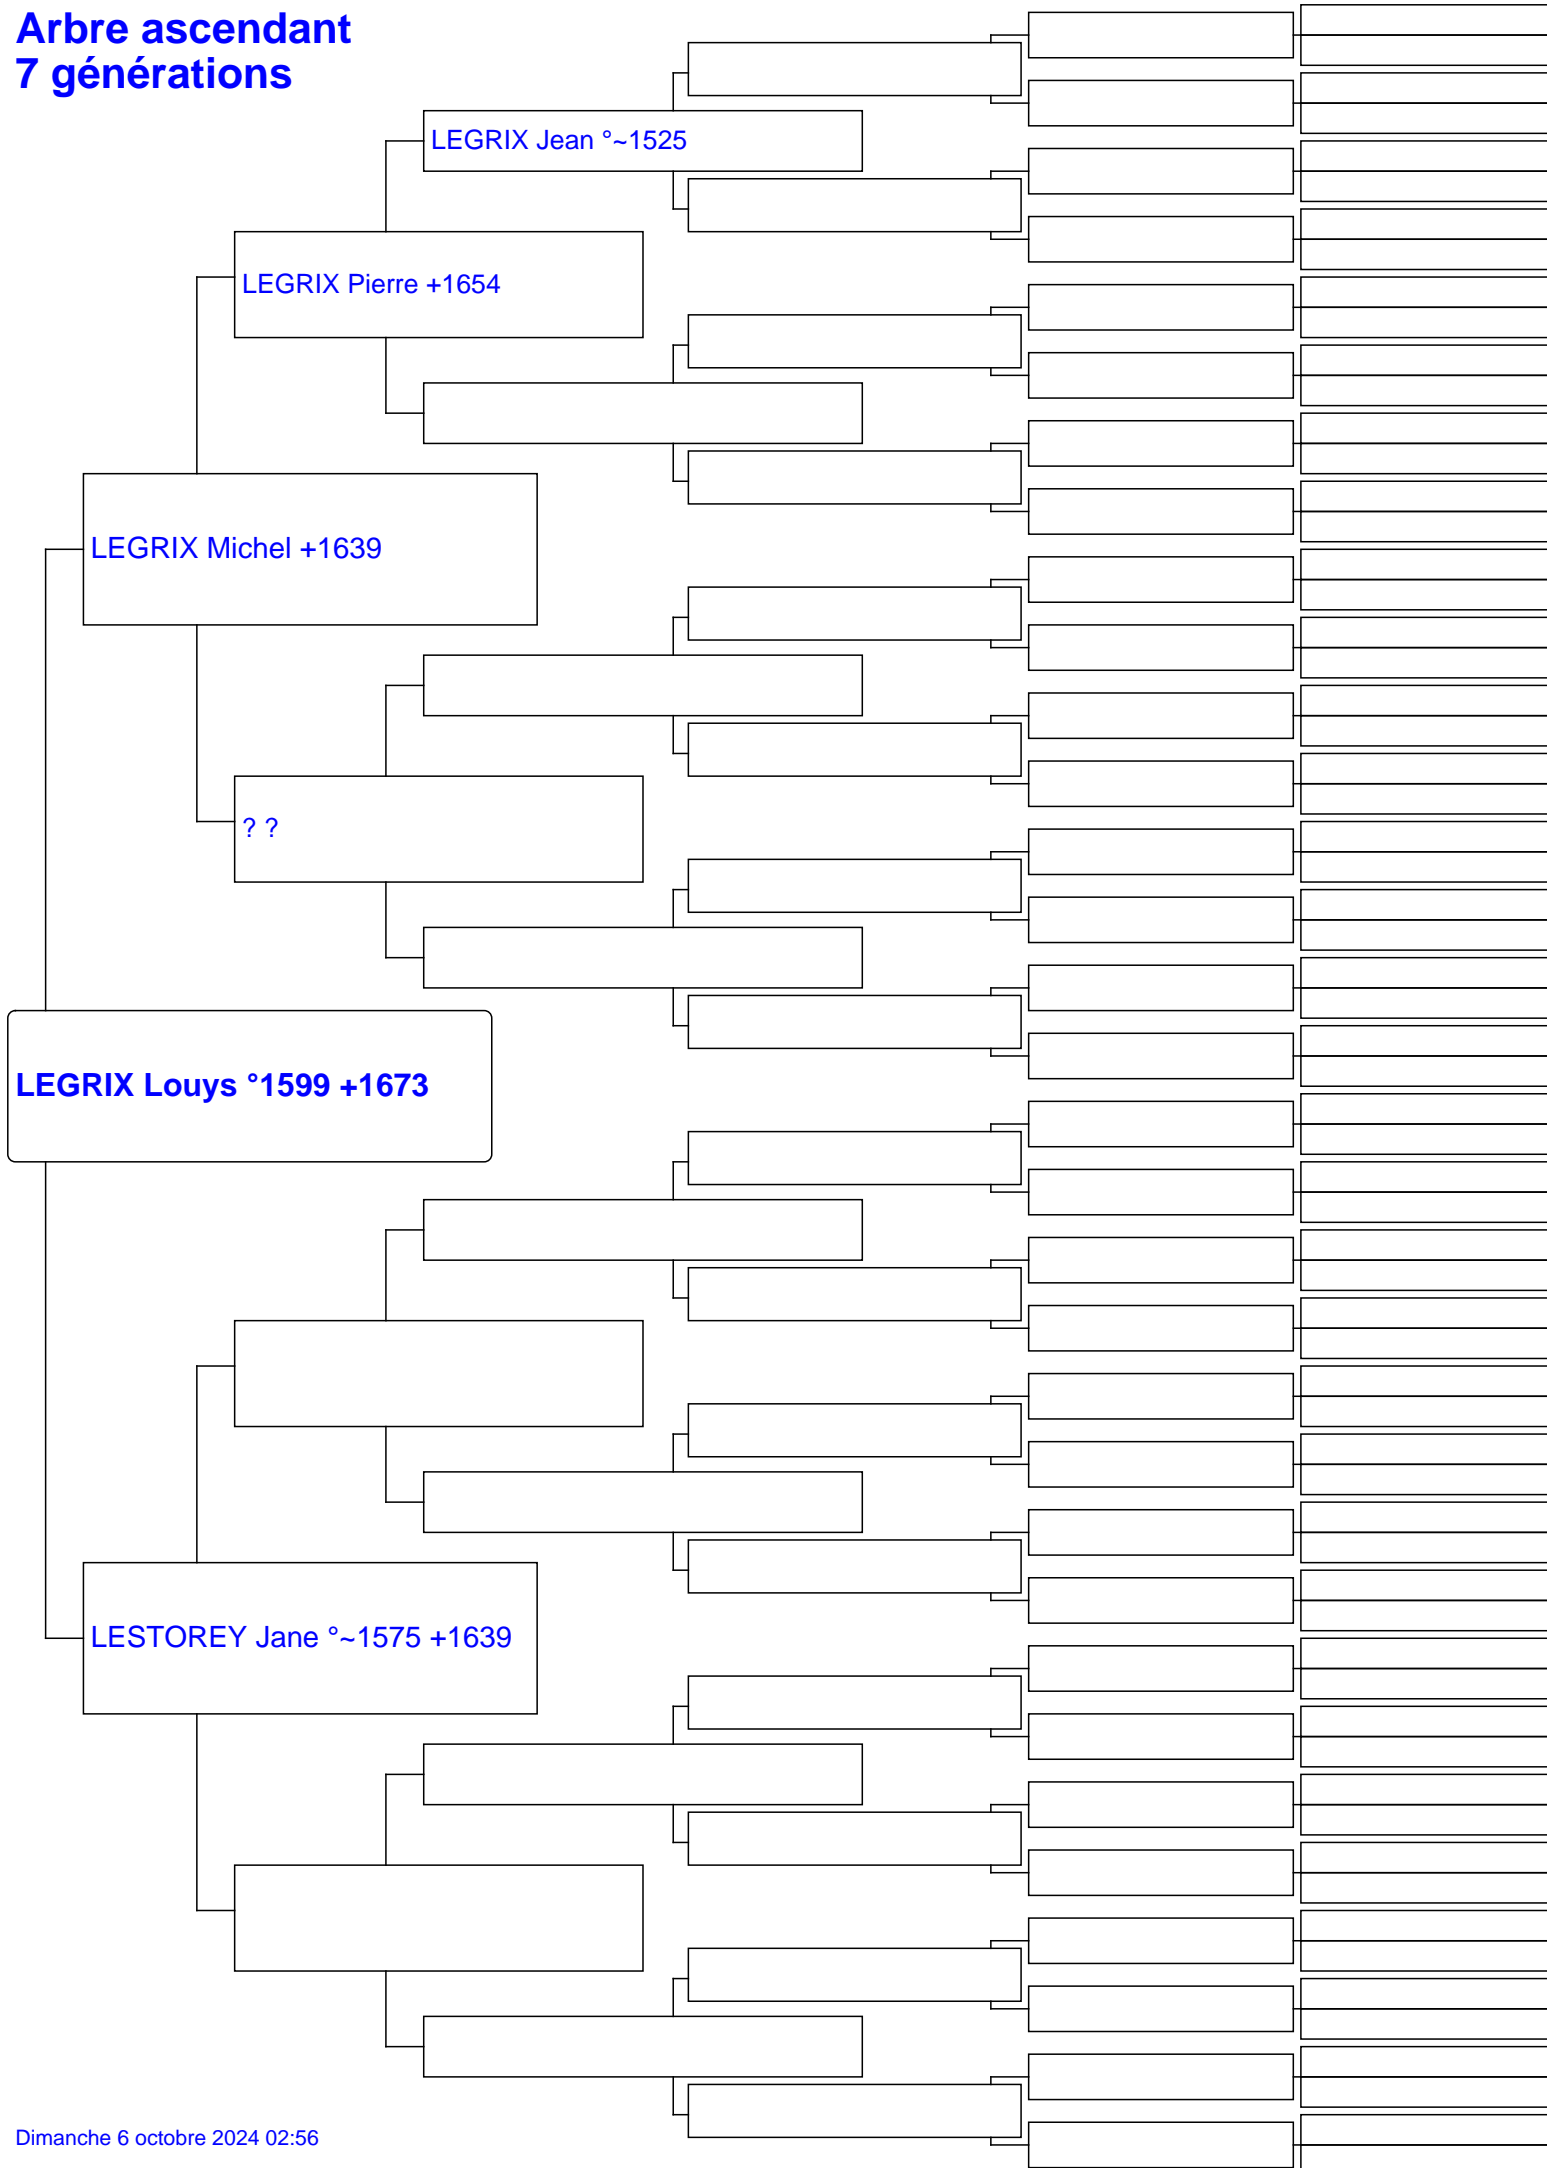 Arbre ascendant
7 générations
LEGRIX Jean °~1525
LEGRIX Pierre +1654
LEGRIX Michel +1639
? ?
LEGRIX Louys °1599 +1673
LESTOREY Jane °~1575 +1639
Dimanche 6 octobre 2024 02:56